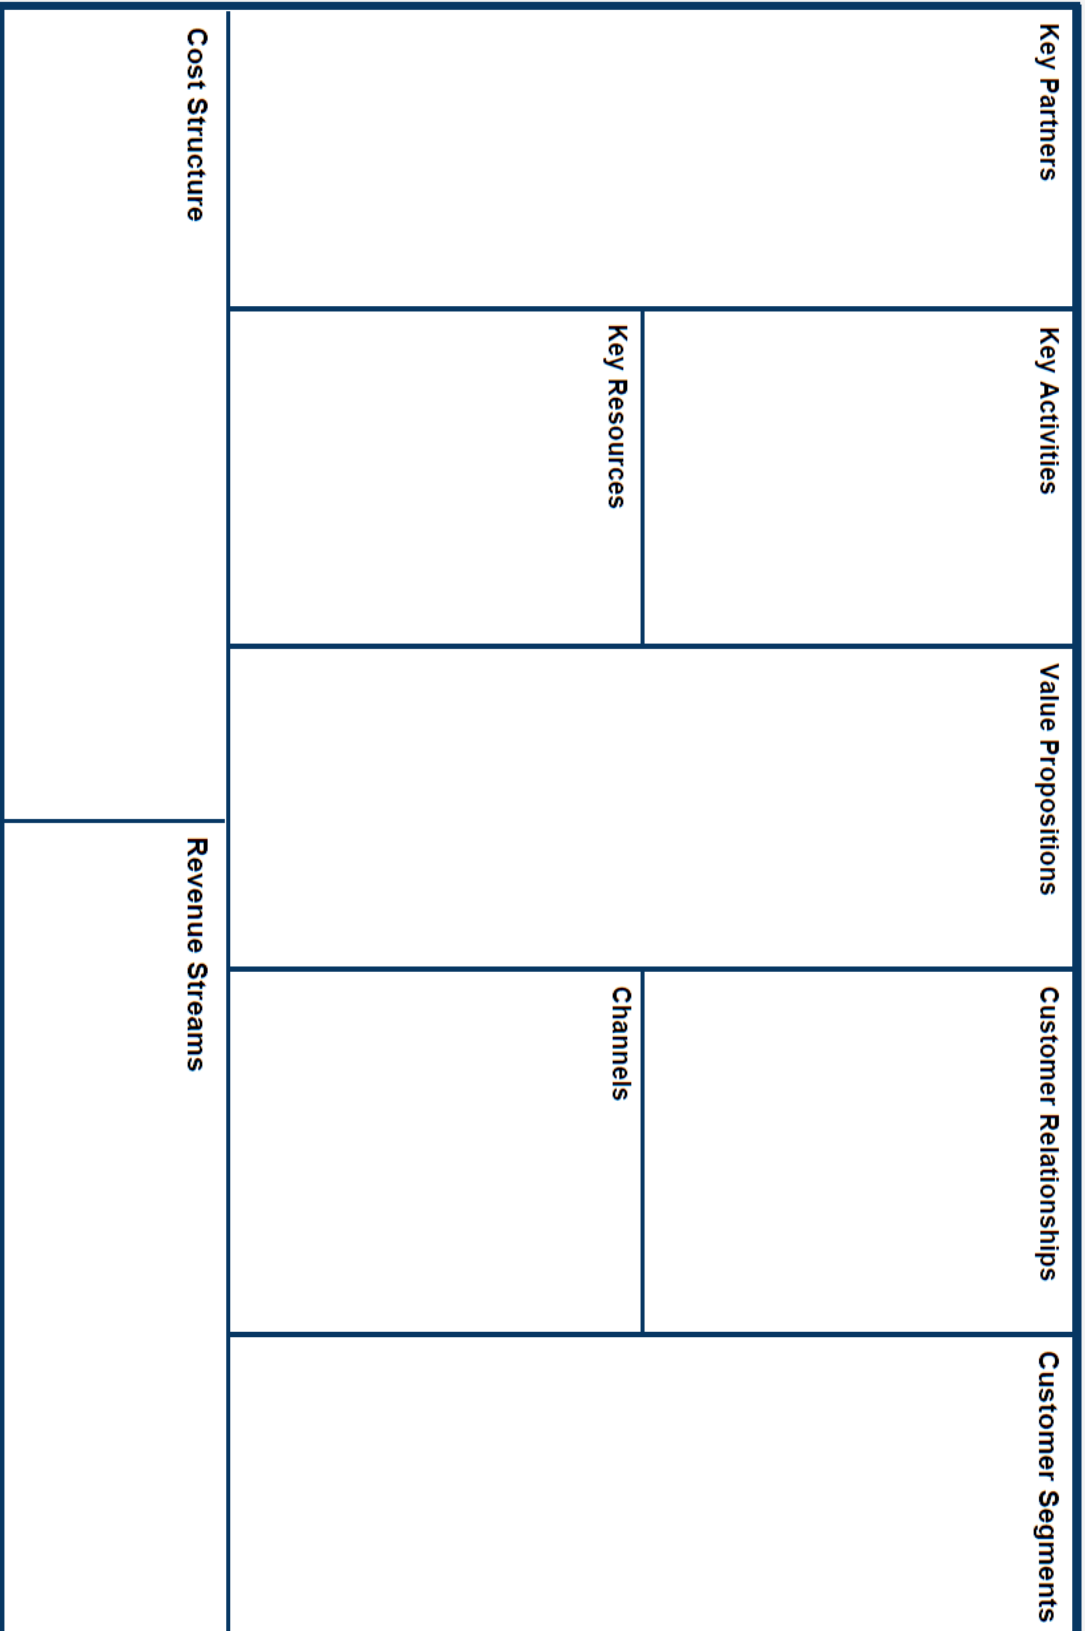 Key Partners
Key Activities
Key Resources
Value Propositions
Customer Relationships
Channels
Customer Segments
Cost Structure
Revenue Streams